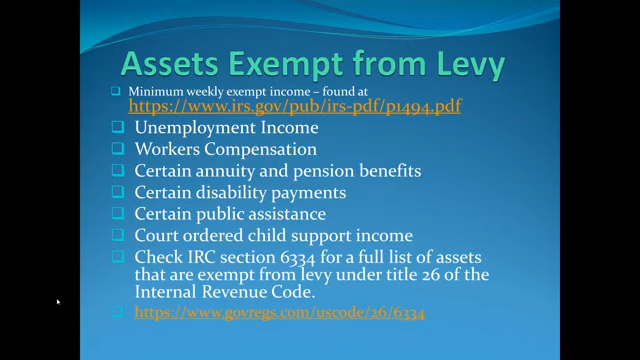 Assets Exempt from Levy
Minimum weekly exempt income – found at
https://www.irs.gov/pub/irs-pdf/p1494.pdf
Unemployment Income
Workers Compensation
Certain annuity and pension benefits
Certain disability payments
Certain public assistance
Court ordered child support income
Check IRC section 6334 for a full list of assets
that are exempt from levy under title 26 of the
Internal Revenue Code.
https://www.govregs.com/uscode/26/6334